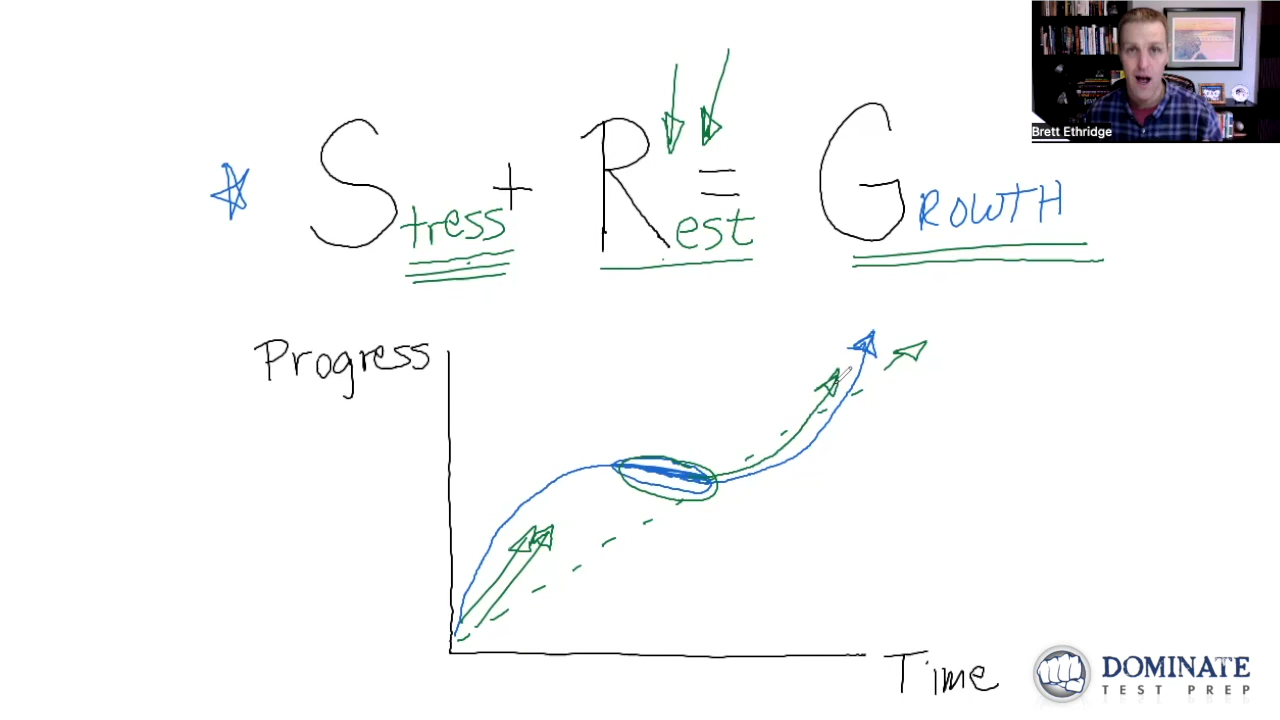 Brett Ethridge
Stress + Rest = GROWTH
Progress
Time
DOMINATE
TEST PREP